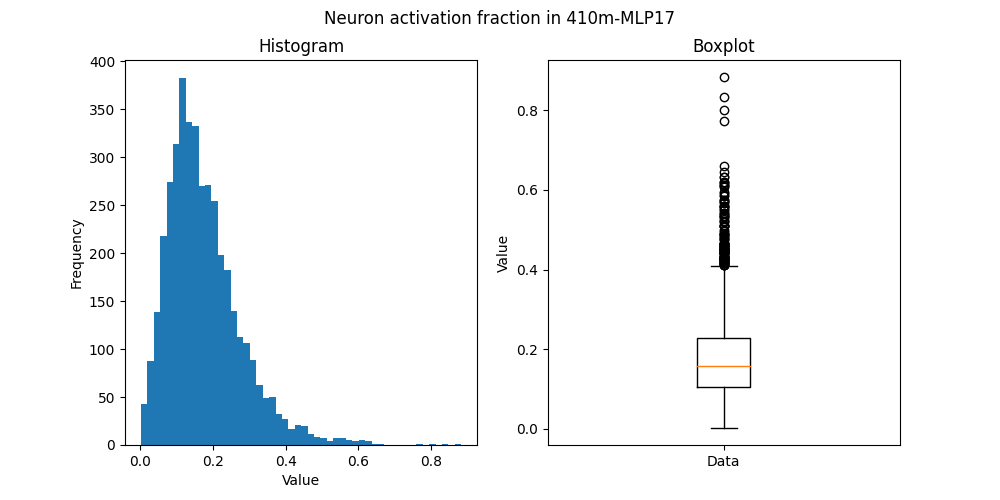 Neuron activation fraction in 410m-MLP17
Histogram
Frequency
400
350
300
250
200
150
100
50
0
0.0 0.2 0.4 0.6 0.8
Value
Boxplot
Value
0.8
0.6
0.4
0.2
0.0
Data